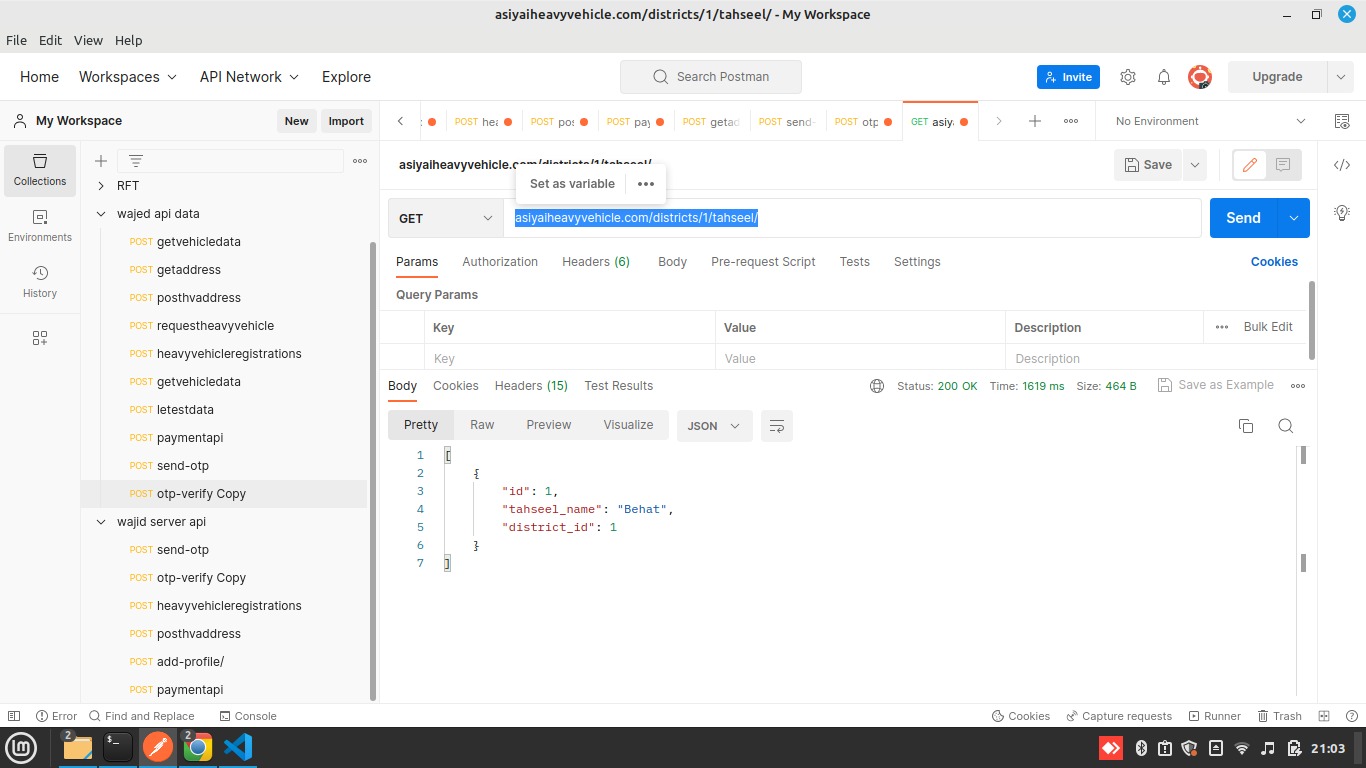 asiyaiheavyvehicle.com/districts/1/tahseel/ - My Workspace
File Edit View Help
Home Workspaces API Network Explore Search Postman Invite Upgrade
My Workspace New Import
POST POST pos POST pay POST getad POST send- POST otp GET asiya No Environment
Collections
Environments
History
RFT
wajed api data
POST getvehicledata
POST getaddress
POST posthvaddress
POST requestheavyvehicle
POST heavyvehicleregistrations
POST getvehicledata
POST letestdata
POST paymentapi
POST send-otp
POST otp-verify Copy
wajid server api
POST send-otp
POST otp-verify Copy
POST heavyvehicleregistrations
POST posthvaddress
POST add-profile/
POST paymentapi
asiyaiheavyvehicle.com/districts/1/tahseel/ Save
Set as variable
GET asiyaiheavyvehicle.com/districts/1/tahseel/ Send
Params Authorization Headers (6) Body Pre-request Script Tests Settings Cookies
Query Params
Key Value Description Bulk Edit
Key Value Description
Body Cookies Headers (15) Test Results Status: 200 OK Time: 1619 ms Size: 464 B Save as Example
Pretty Raw Preview Visualize JSON
1 [
2 {
3 "id": 1,
4 "tahseel_name": "Behat",
5 "district_id": 1
6 }
7 ]
Error Find and Replace Console Cookies Capture requests Runner Trash
2 2 21:03